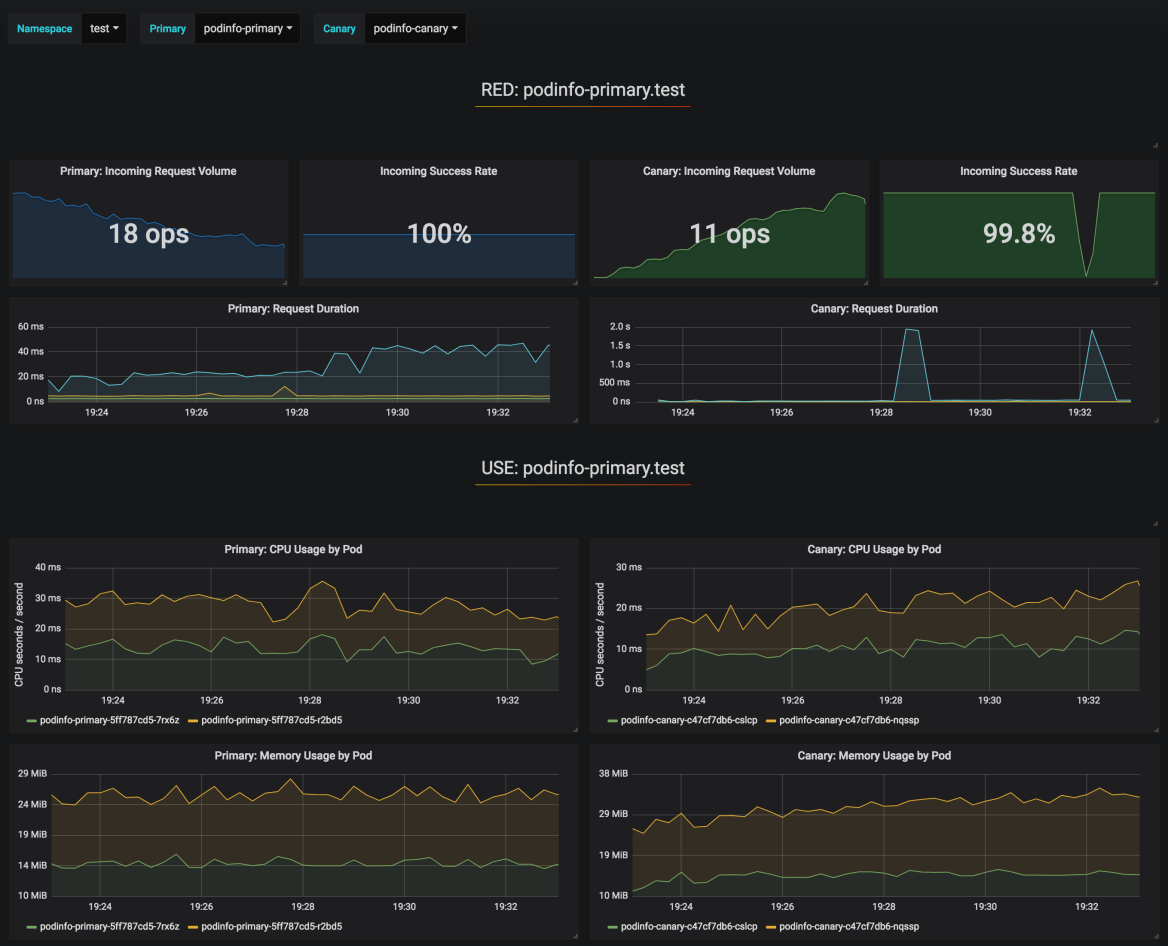 Namespace test Primary podinfo-primary Canary podinfo-canary
RED: podinfo-primary.test
Primary: Incoming Request Volume
18 ops
Incoming Success Rate
100%
Canary: Incoming Request Volume
11 ops
Incoming Success Rate
99.8%
Primary: Request Duration
60 ms
40 ms
20 ms
0 ns
19:24 19:26 19:28 19:30 19:32
Canary: Request Duration
2.0 s
1.5 s
1.0 s
500 ms
0 ns
19:24 19:26 19:28 19:30 19:32
USE: podinfo-primary.test
Primary: CPU Usage by Pod
CPU seconds / second
40 ms
30 ms
20 ms
10 ms
0 ns
19:24 19:26 19:28 19:30 19:32
podinfo-primary-5ff787cd5-7rx6z podinfo-primary-5ff787cd5-r2bd5
Canary: CPU Usage by Pod
CPU seconds / second
30 ms
20 ms
10 ms
0 ns
19:24 19:26 19:28 19:30 19:32
podinfo-canary-c47cf7db6-cslcp podinfo-canary-c47cf7db6-nqssp
Primary: Memory Usage by Pod
29 MiB
24 MiB
19 MiB
14 MiB
10 MiB
19:24 19:26 19:28 19:30 19:32
podinfo-primary-5ff787cd5-7rx6z podinfo-primary-5ff787cd5-r2bd5
Canary: Memory Usage by Pod
38 MiB
29 MiB
19 MiB
10 MiB
19:24 19:26 19:28 19:30 19:32
podinfo-canary-c47cf7db6-cslcp podinfo-canary-c47cf7db6-nqssp